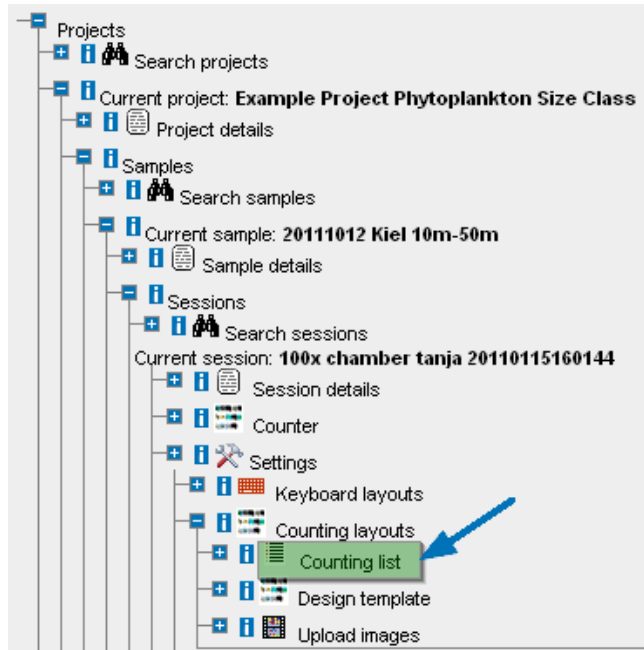 Projects
Search projects
Current project: Example Project Phytoplankton Size Class
Project details
Samples
Search samples
Current sample: 20111012 Kiel 10m-50m
Sample details
Sessions
Search sessions
Current session: 100x chamber tanja 20110115160144
Session details
Counter
Settings
Keyboard layouts
Counting layouts
Counting list
Design template
Upload images